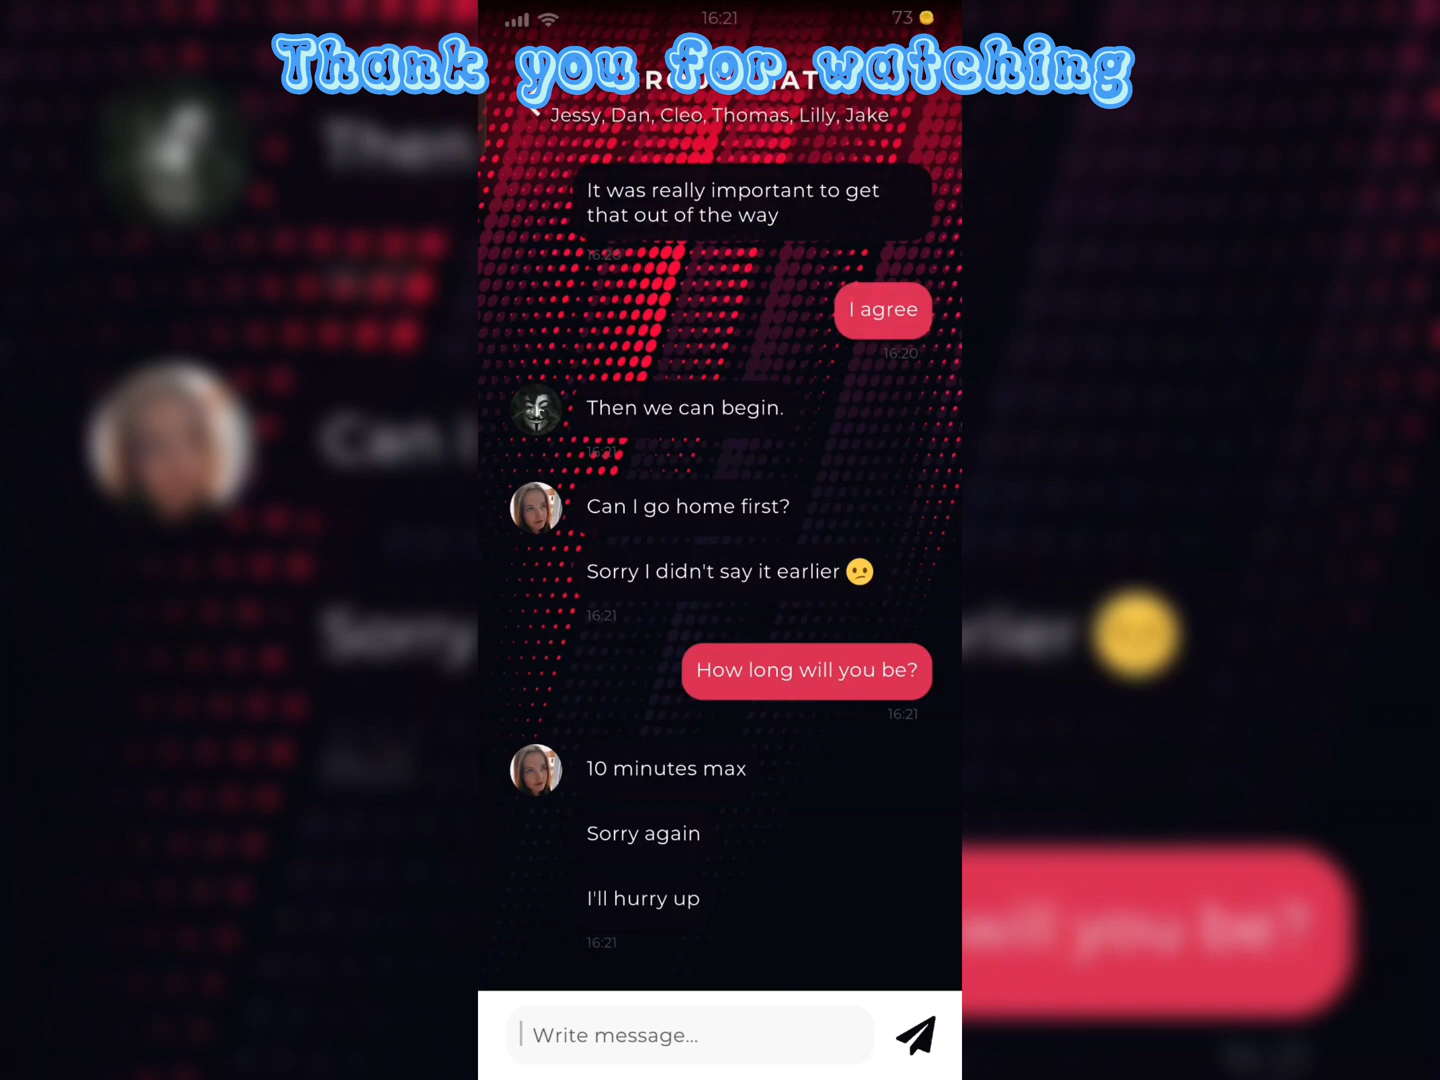 16:21
73
Thank you for watching
Jessy, Dan, Cleo, Thomas, Lilly, Jake
It was really important to get
that out of the way
16:20
I agree
16:20
Then we can begin.
16:21
Can I go home first?
Sorry I didn't say it earlier
16:21
How long will you be?
16:21
10 minutes max
Sorry again
I'll hurry up
16:21
Write message...